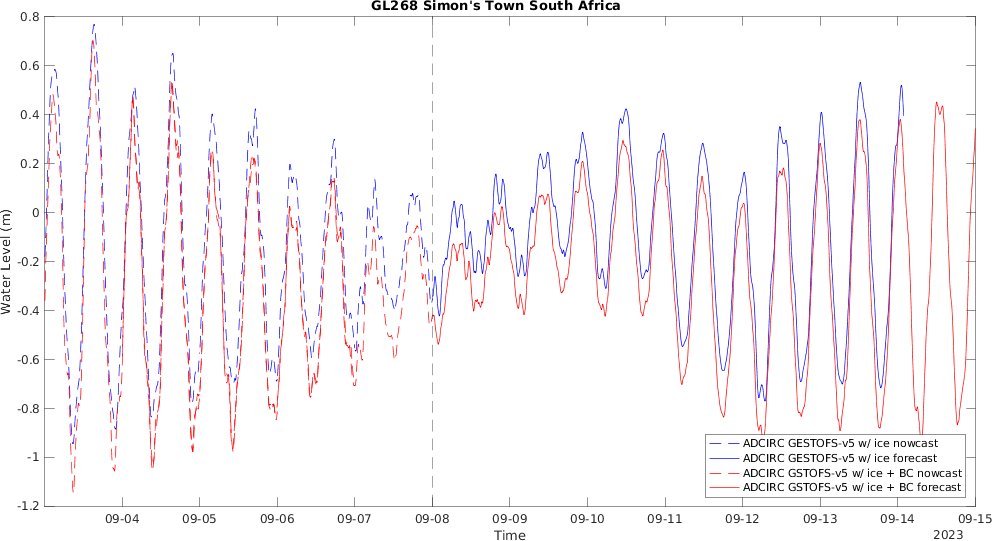 GL268 Simon's Town South Africa
0.8
0.6
0.4
0.2
0
-0.2
-0.4
-0.6
-0.8
-1
-1.2
Water Level (m)
ADCIRC GESTOFS-v5 w/ ice nowcast
ADCIRC GESTOFS-v5 w/ ice forecast
ADCIRC GSTOFS-v5 w/ ice + BC nowcast
ADCIRC GSTOFS-v5 w/ ice + BC forecast
09-04 09-05 09-06 09-07 09-08 09-09 09-10 09-11 09-12 09-13 09-14 09-15
Time
2023